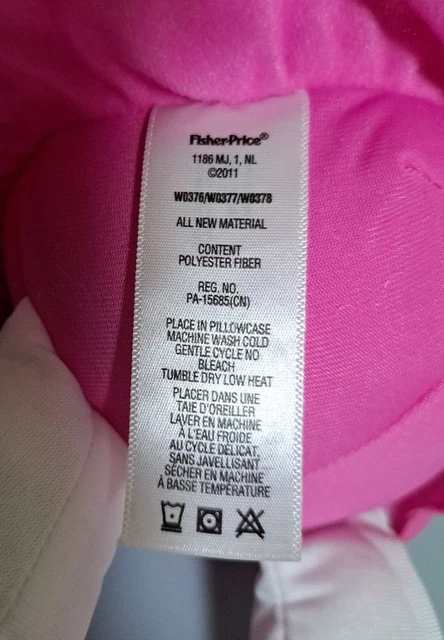 Fisher-Price®
1186 MJ, 1, NL
©2011
W0376/W0377/W0378
ALL NEW MATERIAL
CONTENT
POLYESTER FIBER
REG. NO.
PA-15685(CN)
PLACE IN PILLOWCASE
MACHINE WASH COLD
GENTLE CYCLE NO
BLEACH
TUMBLE DRY LOW HEAT
PLACER DANS UNE
TAIE D'OREILLER
LAVER EN MACHINE
À L'EAU FROIDE
AU CYCLE DÉLICAT,
SANS JAVELLISANT...
SÉCHER EN MACHINE
À BASSE TEMPÉRATURE